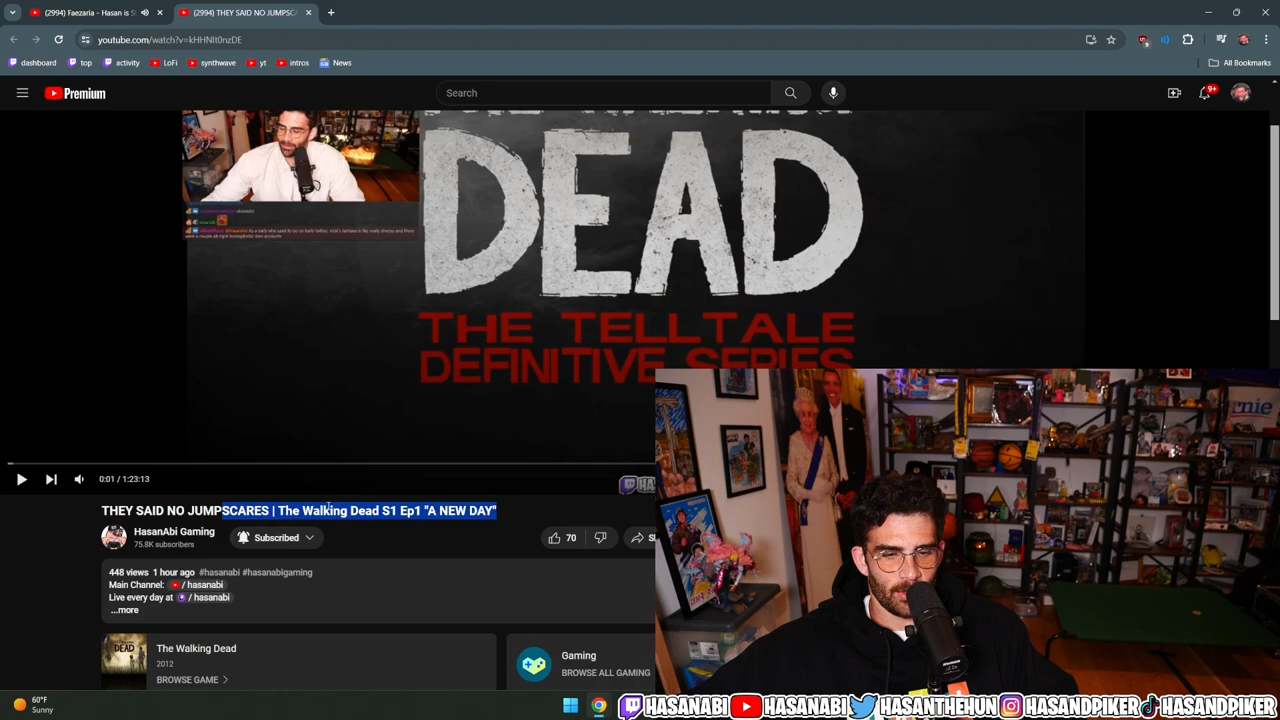 (2994) Faezaria - Hasan is S
(2994) THEY SAID NO JUMPSC
youtube.com/watch?v=kHHNIt0nzDE
dashboard
top
activity
LoFi
synthwave
yt
intros
News
All Bookmarks
Premium
Search
9+
DEAD
THE TELLTALE
DEFINITIVE SERIES
0:01 / 1:23:13
THEY SAID NO JUMPSCARES | The Walking Dead S1 Ep1 "A NEW DAY"
HasanAbi Gaming
75.8K subscribers
Subscribed
70
448 views 1 hour ago #hasanabi #hasanabigaming
Main Channel: / hasanabi
Live every day at / hasanabi
...more
The Walking Dead
2012
BROWSE GAME
Gaming
BROWSE ALL GAMING
60°F
Sunny
HASANABI
HASANABI
HASANTHEHUN
HASANDPIKER
HASANDPIKER